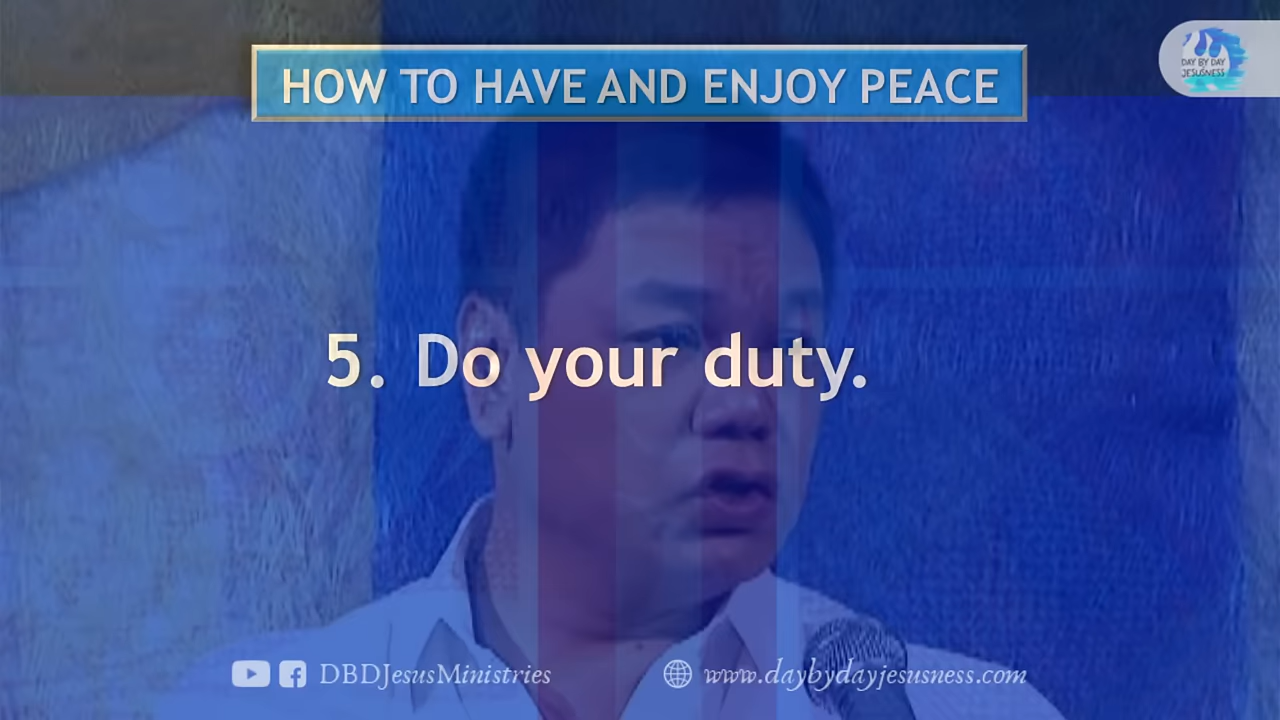 HOW TO HAVE AND ENJOY PEACE
DAY BY DAY
JESUSNESS
5. Do your duty.
DBDJesusMinistries
www.daybydayjesusness.com